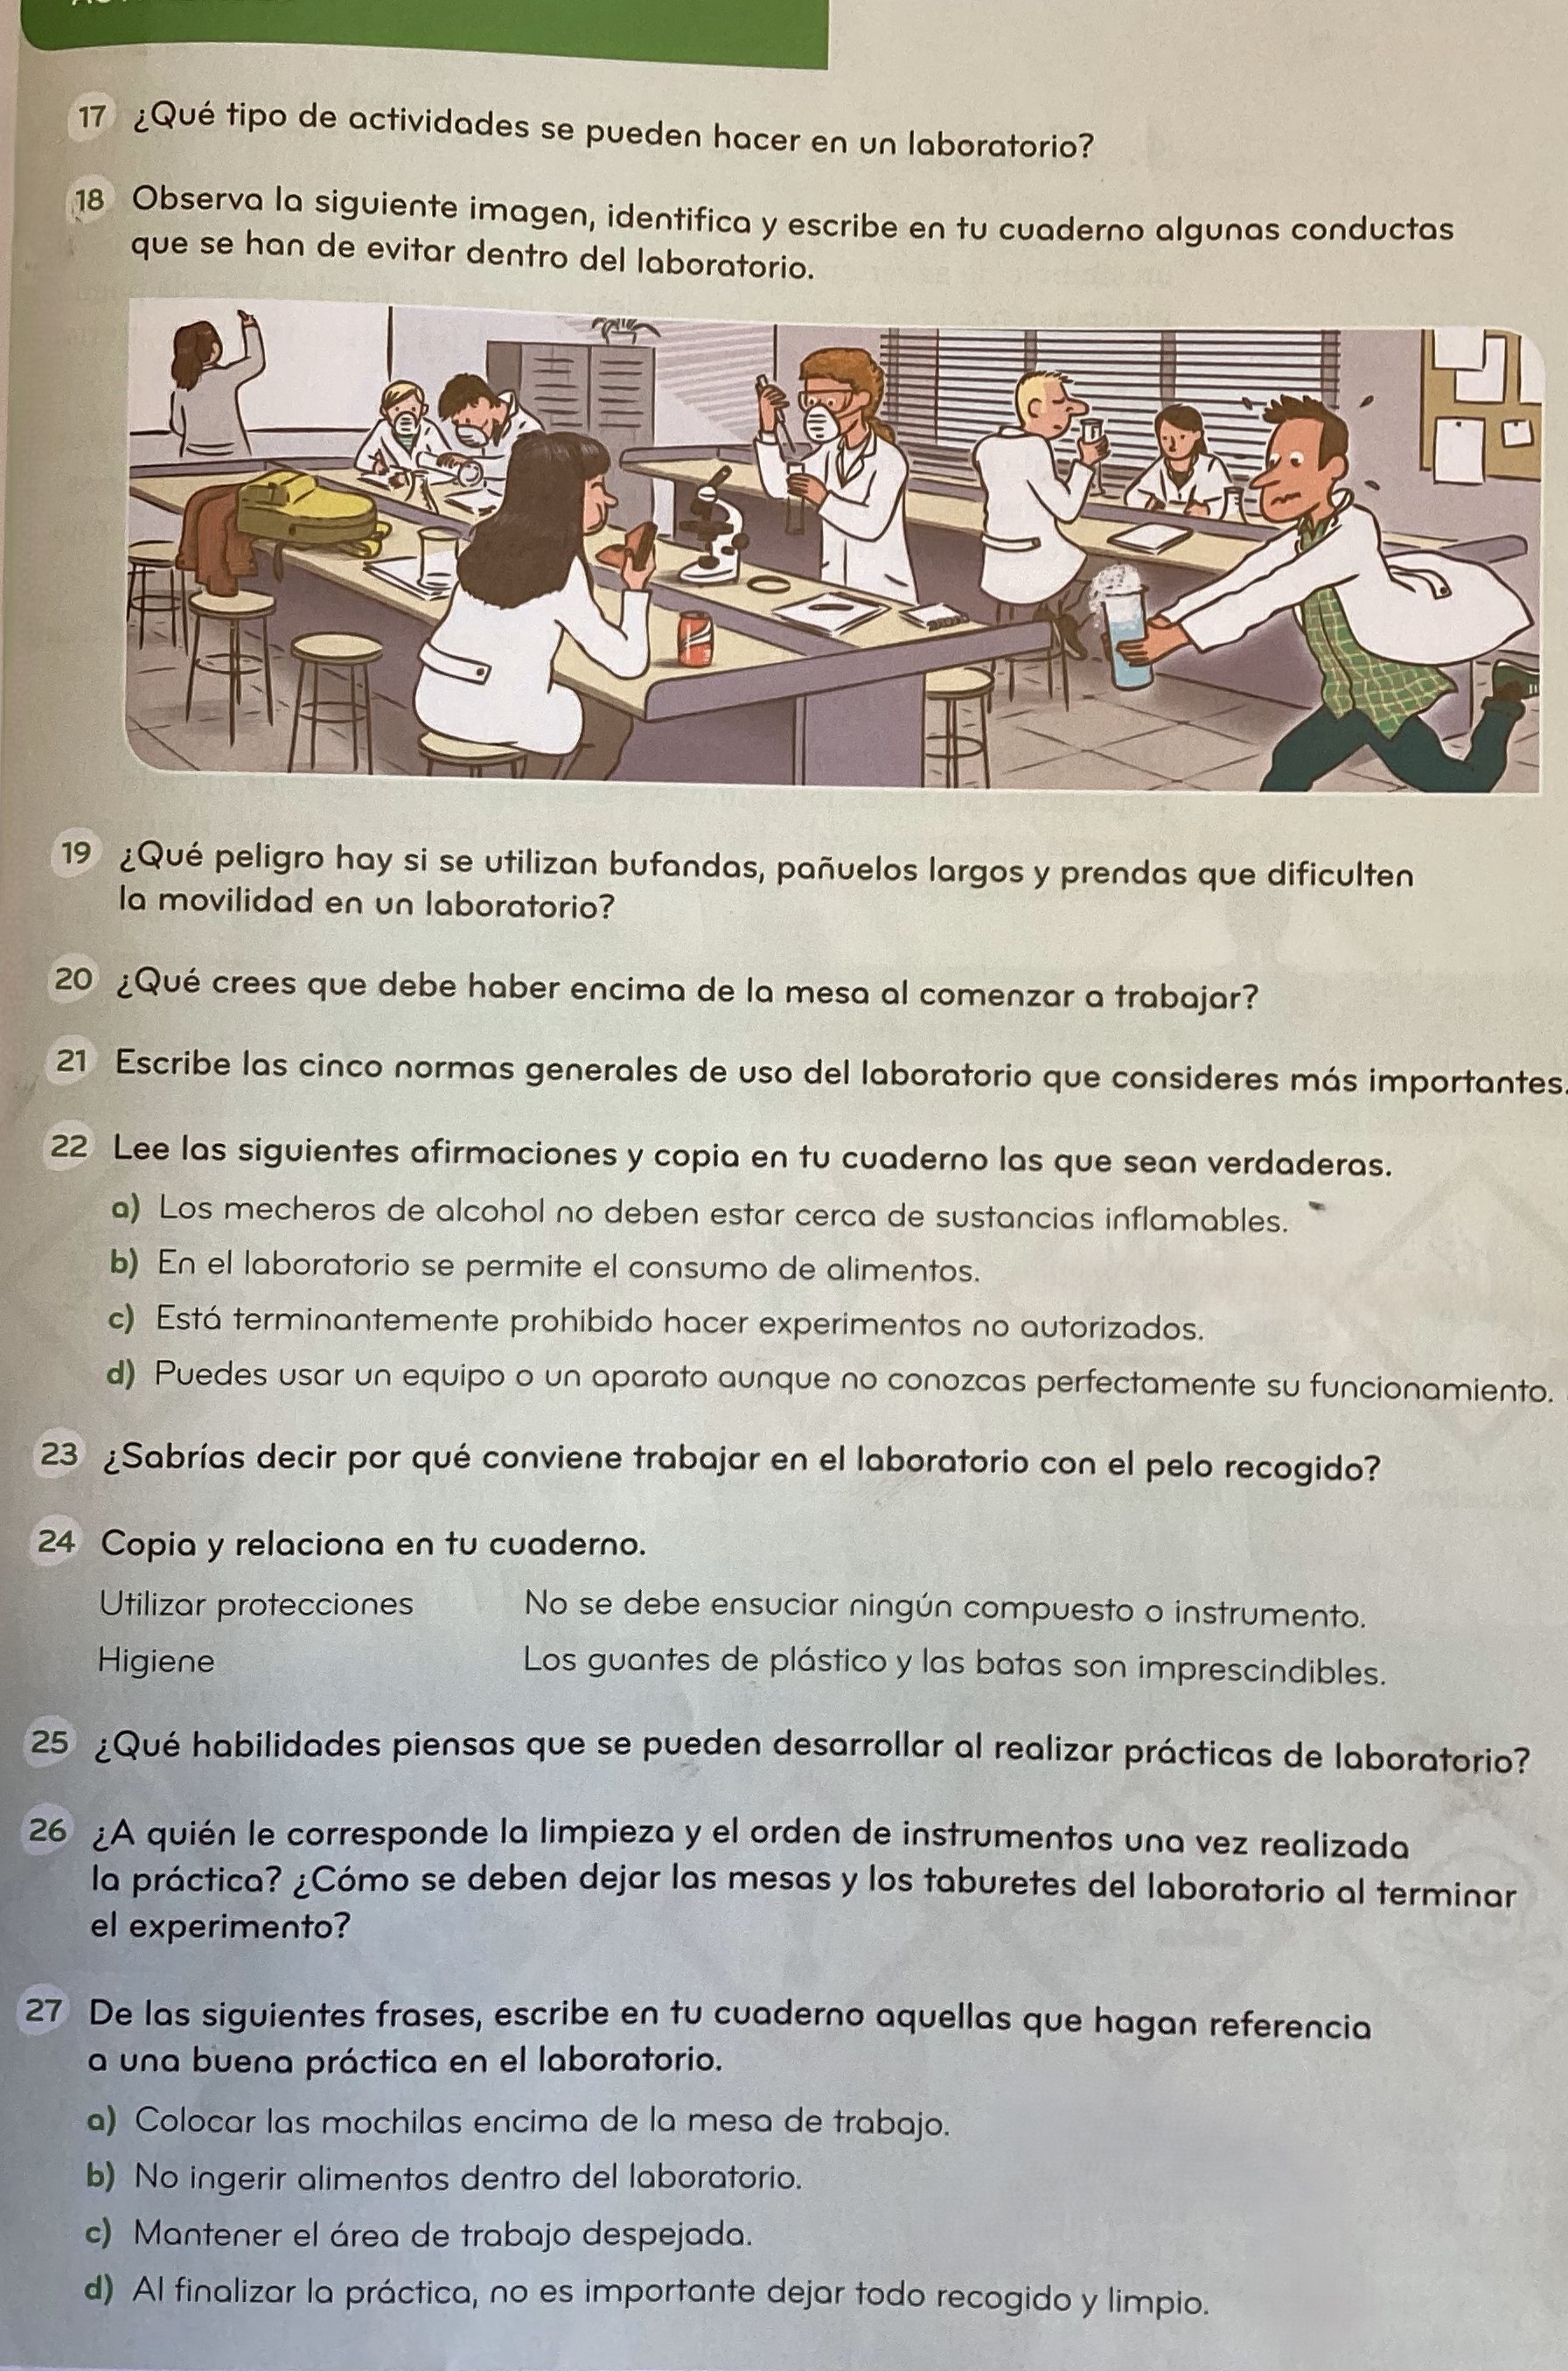 17 ¿Qué tipo de actividades se pueden hacer en un laboratorio?
18 Observa la siguiente imagen, identifica y escribe en tu cuaderno algunas conductas
que se han de evitar dentro del laboratorio.
19 ¿Qué peligro hay si se utilizan bufandas, pañuelos largos y prendas que dificulten
la movilidad en un laboratorio?
20 ¿Qué crees que debe haber encima de la mesa al comenzar a trabajar?
21 Escribe las cinco normas generales de uso del laboratorio que consideres más importantes.
22 Lee las siguientes afirmaciones y copia en tu cuaderno las que sean verdaderas.
a) Los mecheros de alcohol no deben estar cerca de sustancias inflamables.
b) En el laboratorio se permite el consumo de alimentos.
c) Está terminantemente prohibido hacer experimentos no autorizados.
d) Puedes usar un equipo o un aparato aunque no conozcas perfectamente su funcionamiento.
23 ¿Sabrías decir por qué conviene trabajar en el laboratorio con el pelo recogido?
24 Copia y relaciona en tu cuaderno.
Utilizar protecciones No se debe ensuciar ningún compuesto o instrumento.
Higiene Los guantes de plástico y las batas son imprescindibles.
25 ¿Qué habilidades piensas que se pueden desarrollar al realizar prácticas de laboratorio?
26 ¿A quién le corresponde la limpieza y el orden de instrumentos una vez realizada
la práctica? ¿Cómo se deben dejar las mesas y los taburetes del laboratorio al terminar
el experimento?
27 De las siguientes frases, escribe en tu cuaderno aquellas que hagan referencia
a una buena práctica en el laboratorio.
a) Colocar las mochilas encima de la mesa de trabajo.
b) No ingerir alimentos dentro del laboratorio.
c) Mantener el área de trabajo despejada.
d) Al finalizar la práctica, no es importante dejar todo recogido y limpio.